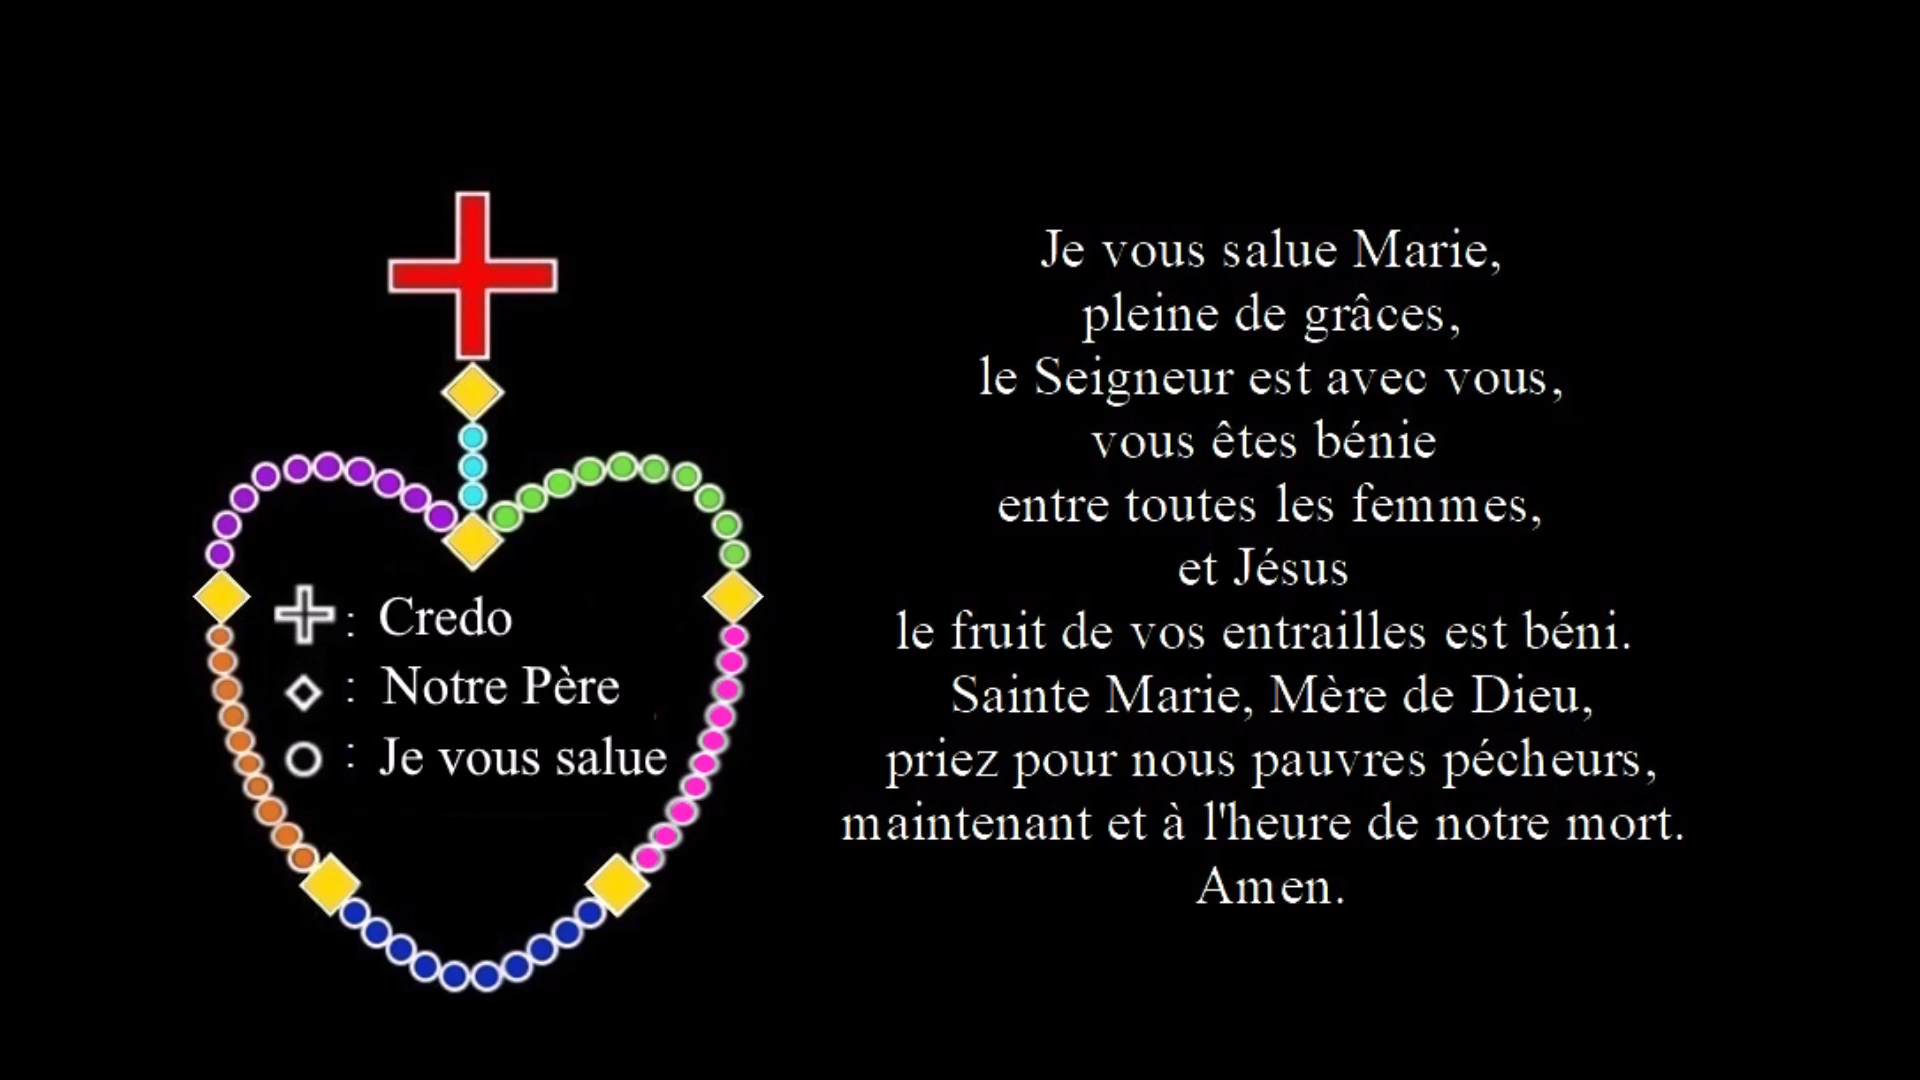 : Credo
: Notre Père
: Je vous salue
Je vous salue Marie,
pleine de grâces,
le Seigneur est avec vous,
vous êtes bénie
entre toutes les femmes,
et Jésus
le fruit de vos entrailles est béni.
Sainte Marie, Mère de Dieu,
priez pour nous pauvres pécheurs,
maintenant et à l'heure de notre mort.
Amen.